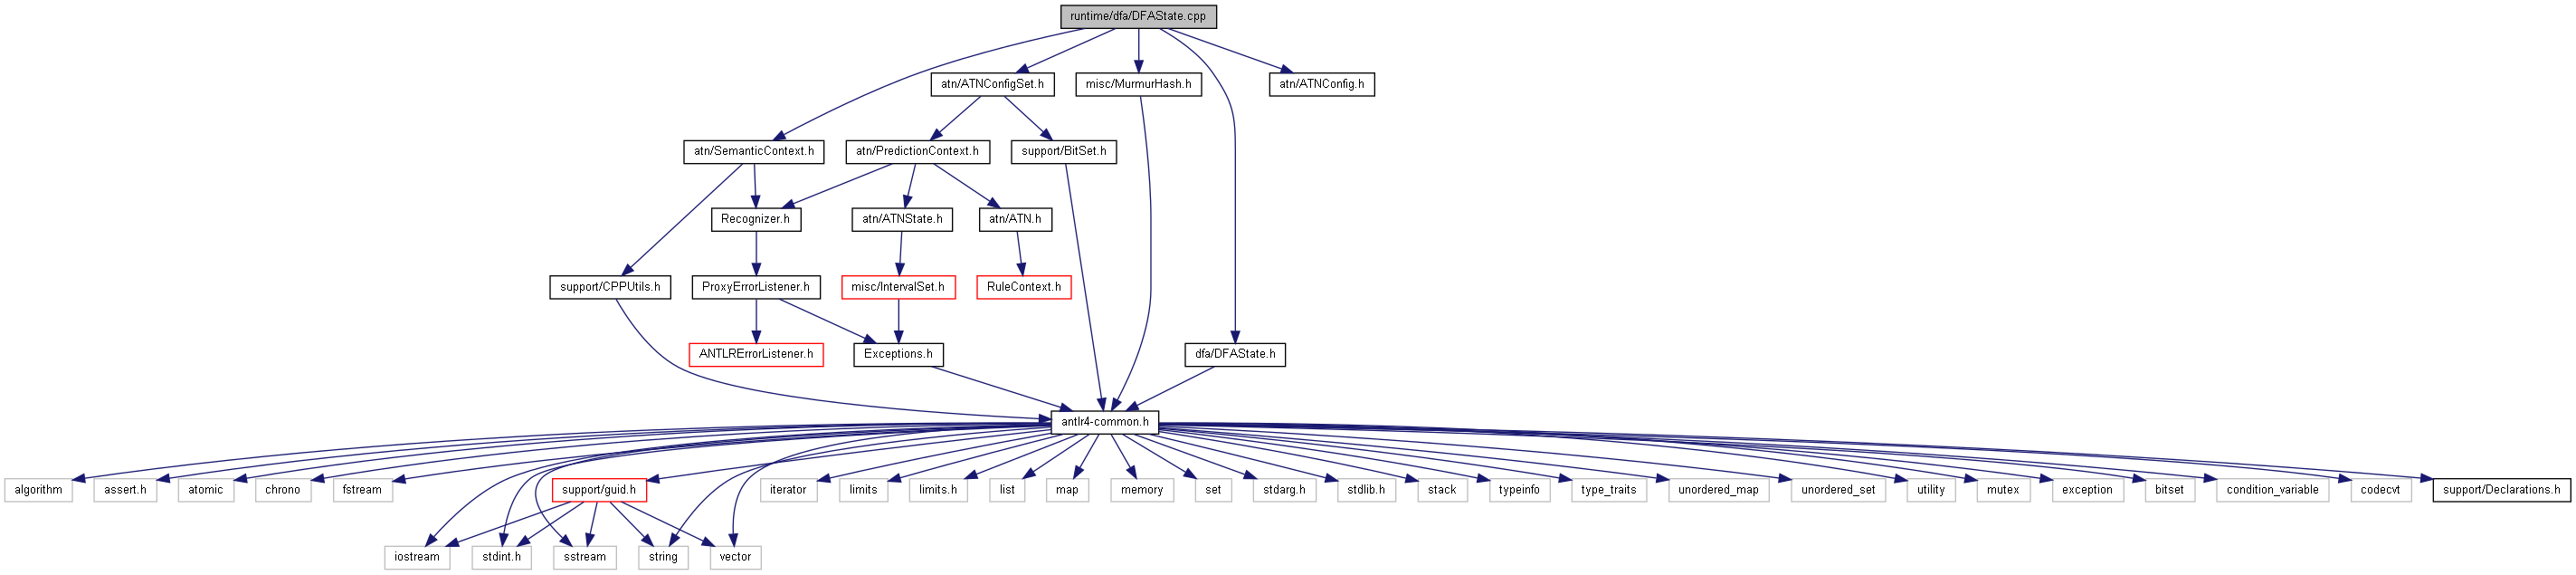 runtime/dfa/DFAState.cpp
atn/ATNConfigSet.h
misc/MurmurHash.h
atn/ATNConfig.h
atn/SemanticContext.h
atn/PredictionContext.h
support/BitSet.h
Recognizer.h
atn/ATNState.h
atn/ATN.h
support/CPPUtils.h
ProxyErrorListener.h
misc/IntervalSet.h
RuleContext.h
ANTLRErrorListener.h
Exceptions.h
dfa/DFAState.h
antlr4-common.h
algorithm
assert.h
atomic
chrono
fstream
support/guid.h
iterator
limits
limits.h
list
map
memory
set
stdarg.h
stdlib.h
stack
typeinfo
type_traits
unordered_map
unordered_set
utility
mutex
exception
bitset
condition_variable
codecvt
support/Declarations.h
iostream
stdint.h
sstream
string
vector